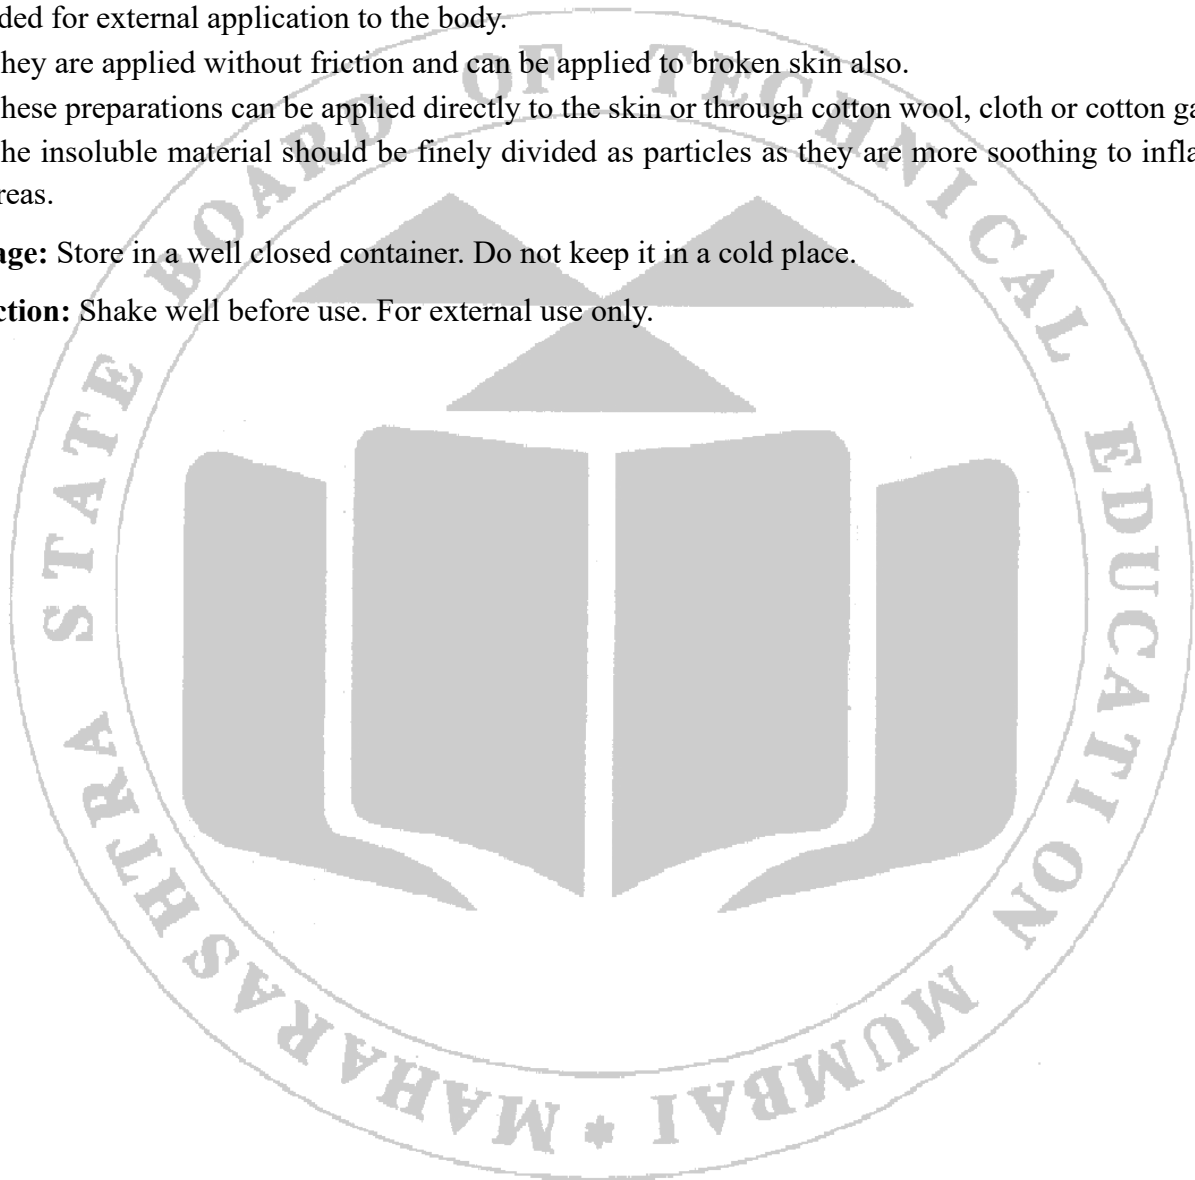 ded for external application to the body.
hey are applied without friction and can be applied to broken skin also.
hese preparations can be applied directly to the skin or through cotton wool, cloth or cotton ga
he insoluble material should be finely divided as particles as they are more soothing to infla
reas.
age: Store in a well closed container. Do not keep it in a cold place.
ction: Shake well before use. For external use only.
MAHARASHTRA STATE BOARD OF TECHNICAL EDUCATION MUMBAI *